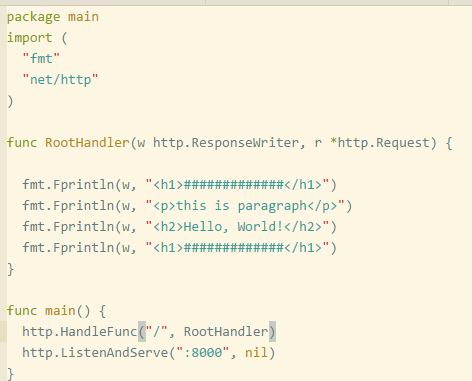 package main
import (
  "fmt"
  "net/http"
)

func RootHandler(w http.ResponseWriter, r *http.Request) {

  fmt.Fprintln(w, "<h1>#############</h1>")
  fmt.Fprintln(w, "<p>this is paragraph</p>")
  fmt.Fprintln(w, "<h2>Hello, World!</h2>")
  fmt.Fprintln(w, "<h1>#############</h1>")
}

func main() {
  http.HandleFunc("/", RootHandler)
  http.ListenAndServe(":8000", nil)
}